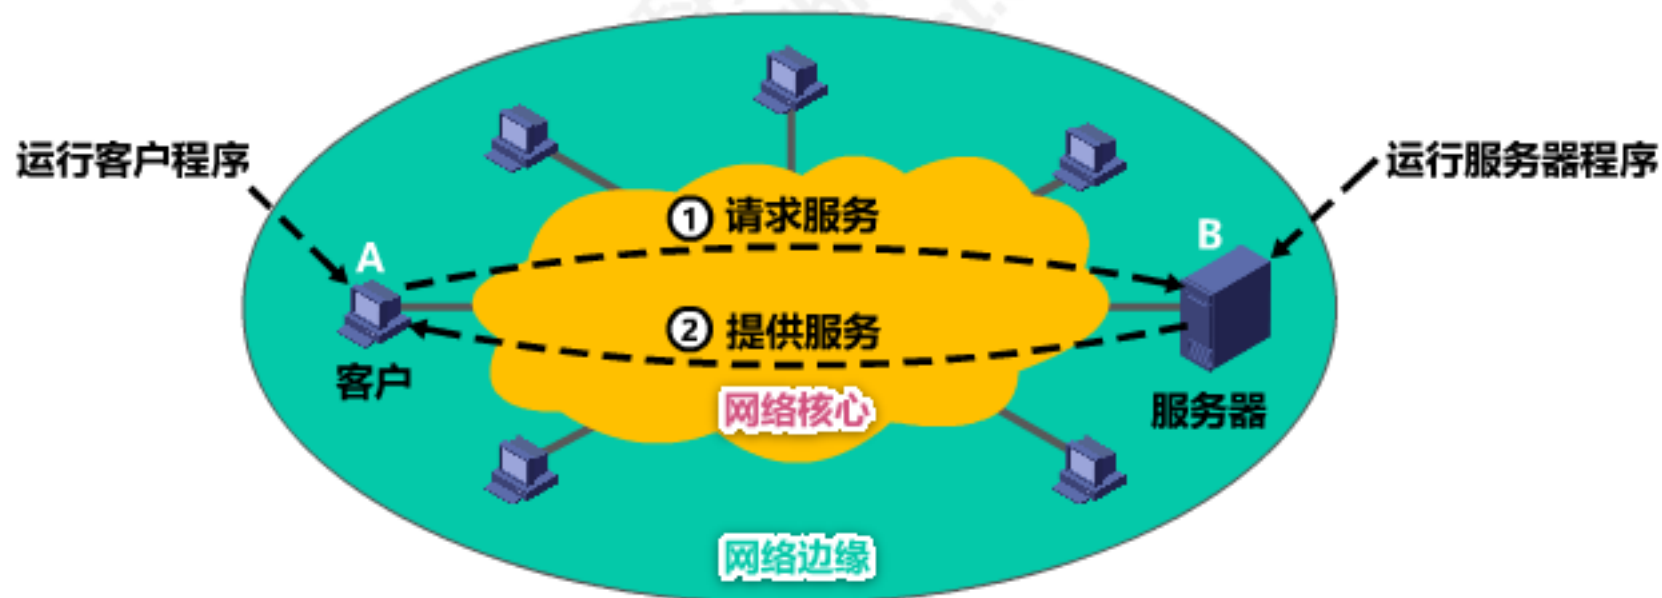 运行客户程序
运行服务器程序
① 请求服务
A
B
② 提供服务
客户
服务器
网络核心
网络边缘